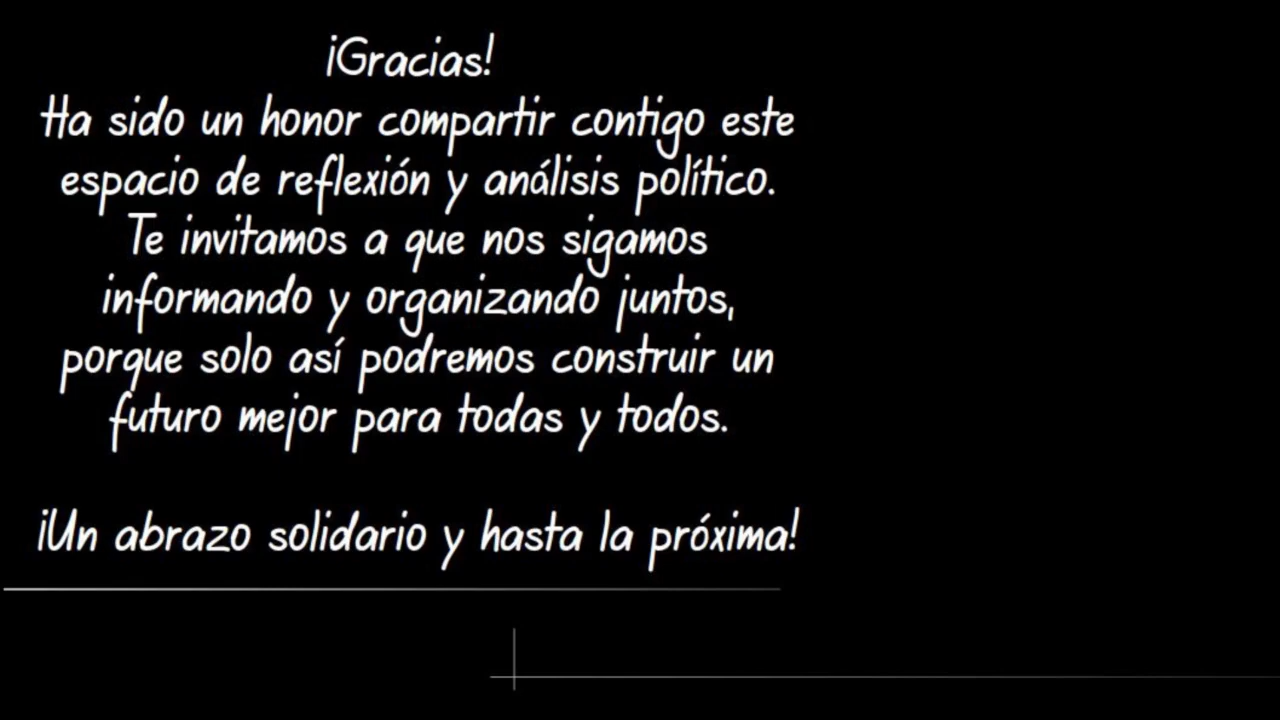 ¡Gracias!
Ha sido un honor compartir contigo este
espacio de reflexión y análisis político.
Te invitamos a que nos sigamos
informando y organizando juntos,
porque solo así podremos construir un
futuro mejor para todas y todos.
¡Un abrazo solidario y hasta la próxima!